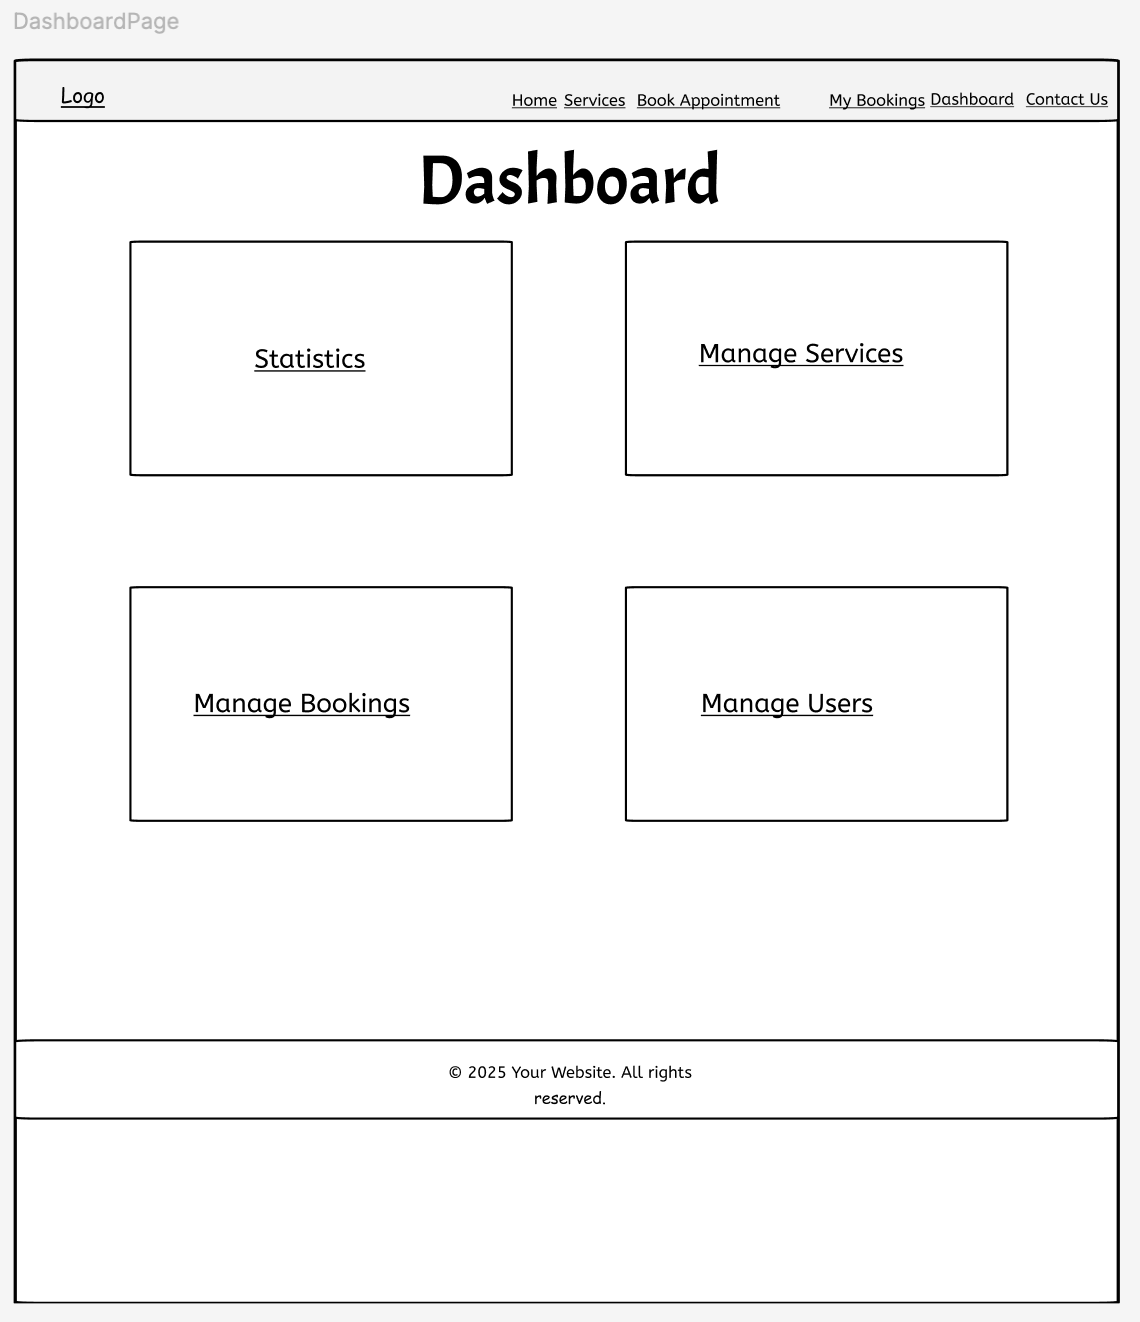 DashboardPage
Logo
Home Services Book Appointment My Bookings Dashboard Contact Us
Dashboard
Statistics
Manage Services
Manage Bookings
Manage Users
© 2025 Your Website. All rights
reserved.